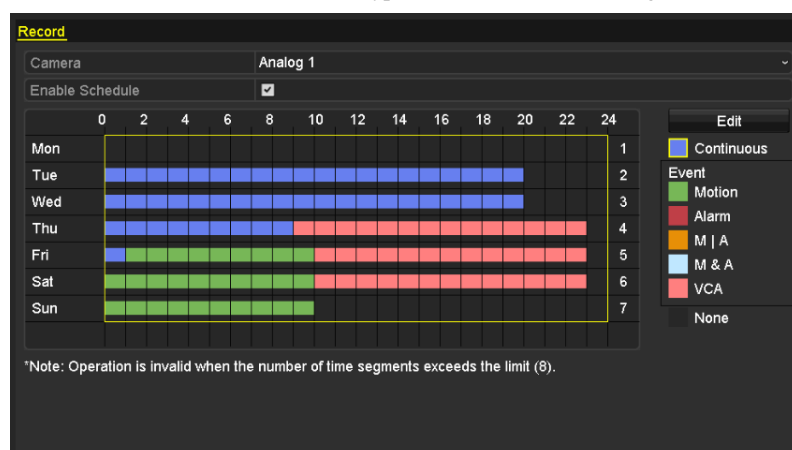 Record
Camera Analog 1
Enable Schedule
0 2 4 6 8 10 12 14 16 18 20 22 24
Edit
Mon 1
Continuous
Tue 2
Event
Motion
Wed 3
Alarm
Thu 4
M | A
Fri 5
M & A
Sat 6
VCA
Sun 7
None
*Note: Operation is invalid when the number of time segments exceeds the limit (8).